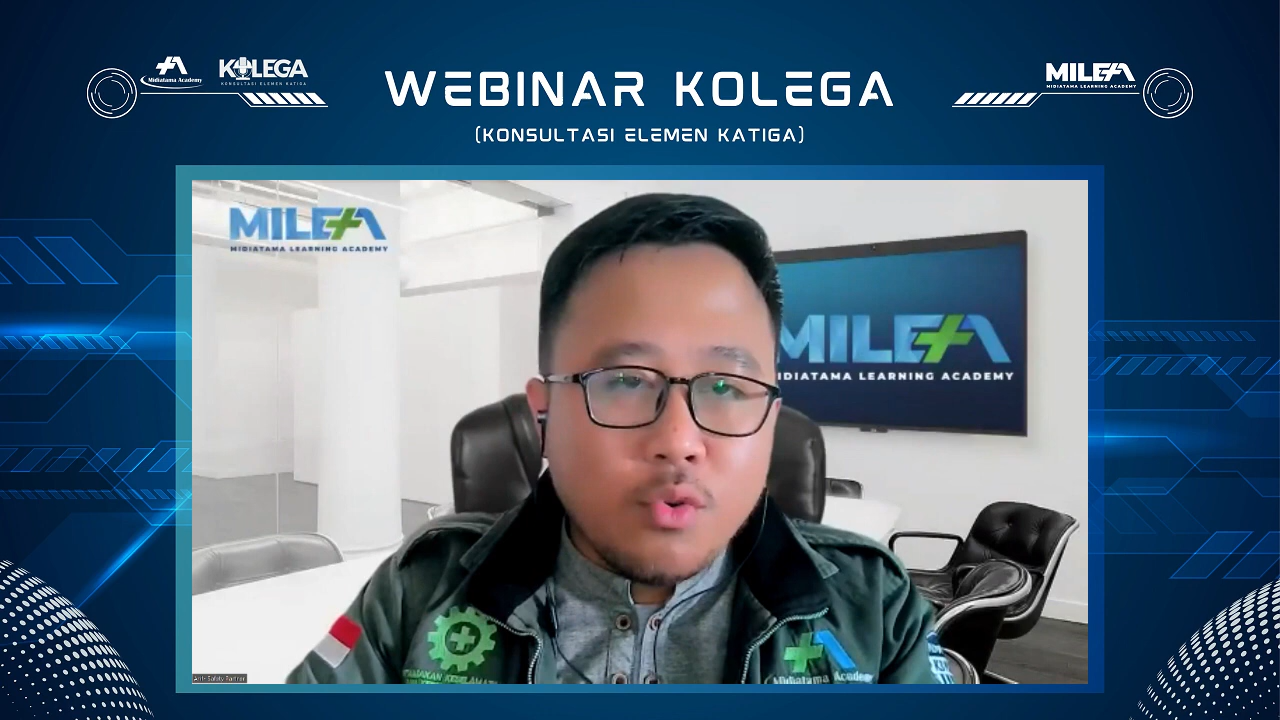 Midiatama Academy
KOLEGA
KONSULTASI ELEMEN KATIGA
WEBINAR KOLEGA
(KONSULTASI ELEMEN KATIGA)
MILEA
MIDIATAMA LEARNING ACADEMY
MILEA
MIDIATAMA LEARNING ACADEMY
MILEA
MIDIATAMA LEARNING ACADEMY
Midiatama Academy